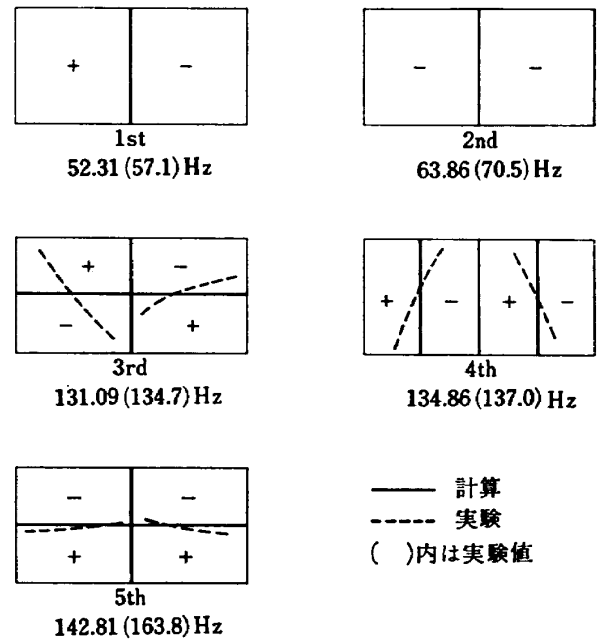 + −
1st
52.31 (57.1) Hz
− −
2nd
63.86 (70.5) Hz
+ −
− +
3rd
131.09 (134.7) Hz
+ − + −
4th
134.86 (137.0) Hz
− −
+ +
5th
142.81 (163.8) Hz
計算
実験
( )内は実験値